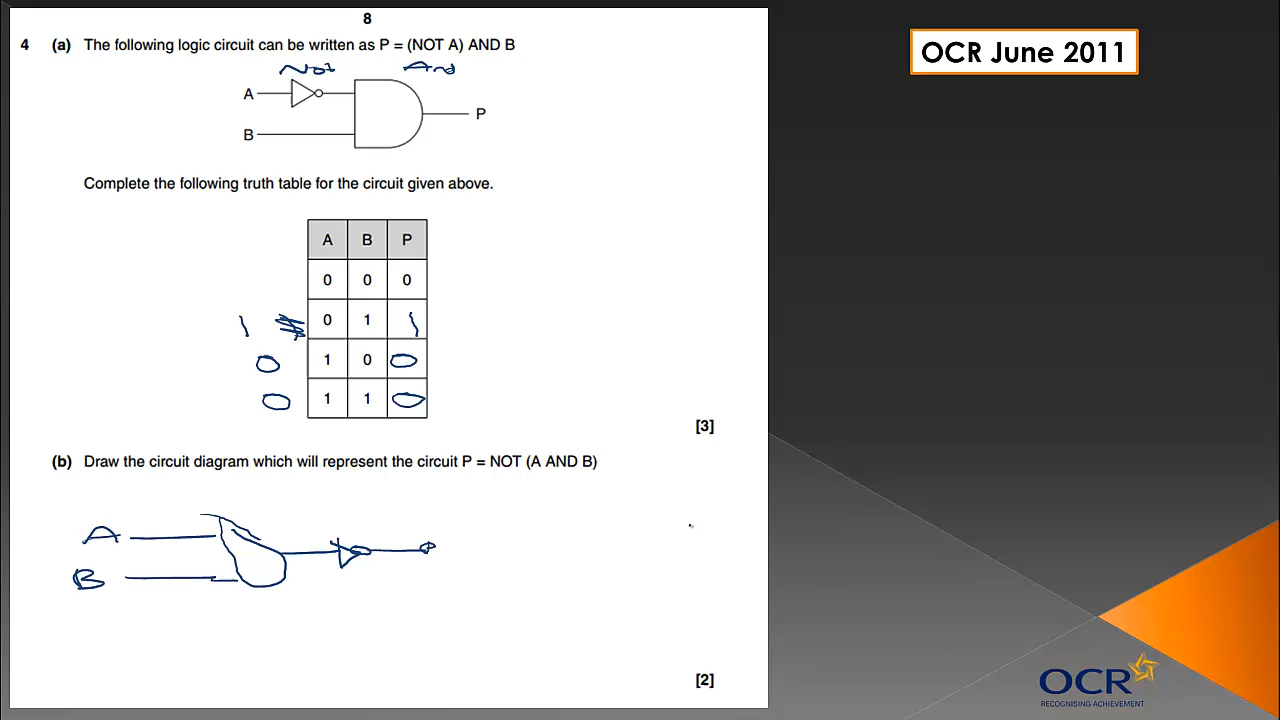 8
OCR June 2011
4 (a) The following logic circuit can be written as P = (NOT A) AND B
Not And
A
P
B
Complete the following truth table for the circuit given above.
A B P
0 0 0
1 0 1 1
0 1 0 0
0 1 1 0
[3]
(b) Draw the circuit diagram which will represent the circuit P = NOT (A AND B)
A
P
B
[2]
OCR
RECOGNISING ACHIEVEMENT